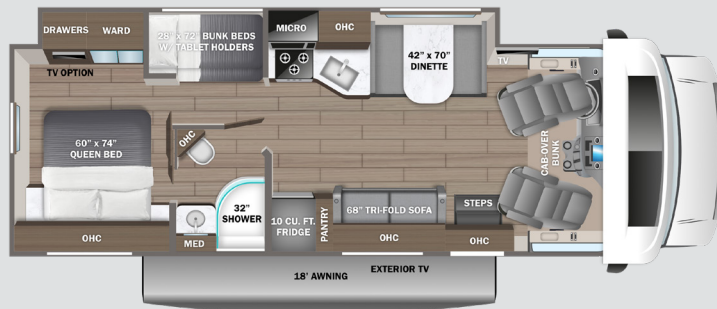 DRAWERS
WARD
TV OPTION
28" x 72" BUNK BEDS
W/ TABLET HOLDERS
MICRO
OHC
42" x 70"
DINETTE
TV
60" x 74"
QUEEN BED
OHC
CAB-OVER
BUNK
32"
SHOWER
10 CU. FT.
FRIDGE
PANTRY
68" TRI-FOLD SOFA
STEPS
OHC
MED
OHC
OHC
18' AWNING
EXTERIOR TV